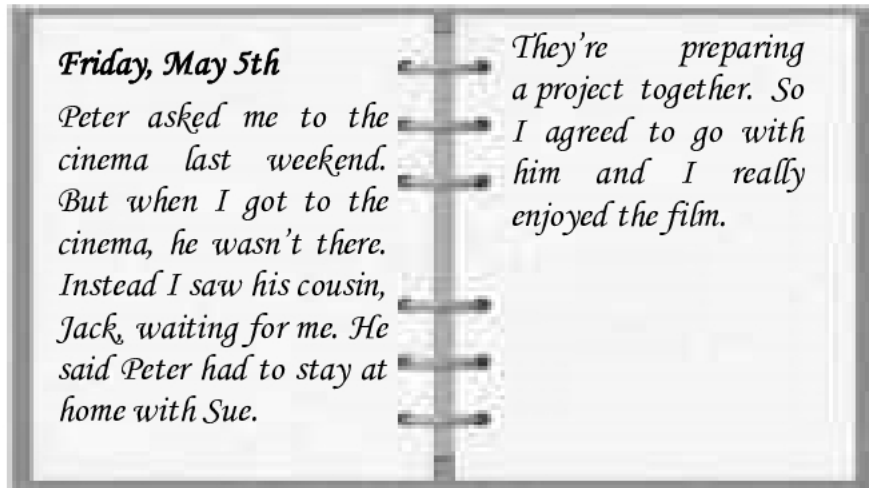 Friday, May 5th
Peter asked me to the
cinema last weekend.
But when I got to the
cinema, he wasn't there.
Instead I saw his cousin,
Jack, waiting for me. He
said Peter had to stay at
home with Sue.
They're preparing
a project together. So
I agreed to go with
him and I really
enjoyed the film.